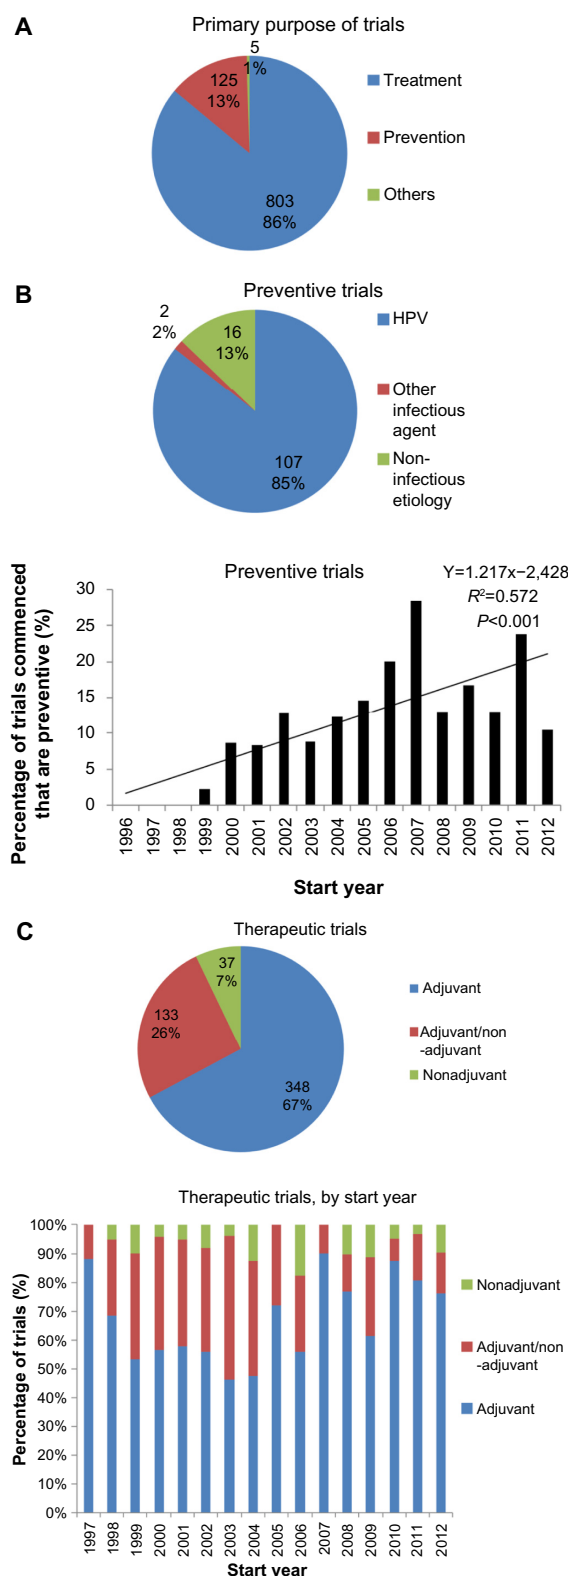 A
Primary purpose of trials
5
1%
125
13%
803
86%
Treatment
Prevention
Others
B
Preventive trials
2
2%
16
13%
107
85%
HPV
Other
infectious
agent
Non-
infectious
etiology
Preventive trials
Y=1.217x−2,428
R²=0.572
P<0.001
Percentage of trials commenced
that are preventive (%)
30
25
20
15
10
5
0
1996
1997
1998
1999
2000
2001
2002
2003
2004
2005
2006
2007
2008
2009
2010
2011
2012
Start year
C
Therapeutic trials
37
7%
133
26%
348
67%
Adjuvant
Adjuvant/non
-adjuvant
Nonadjuvant
Therapeutic trials, by start year
Percentage of trials (%)
100%
90%
80%
70%
60%
50%
40%
30%
20%
10%
0%
1997
1998
1999
2000
2001
2002
2003
2004
2005
2006
2007
2008
2009
2010
2011
2012
Start year
Nonadjuvant
Adjuvant/non
-adjuvant
Adjuvant